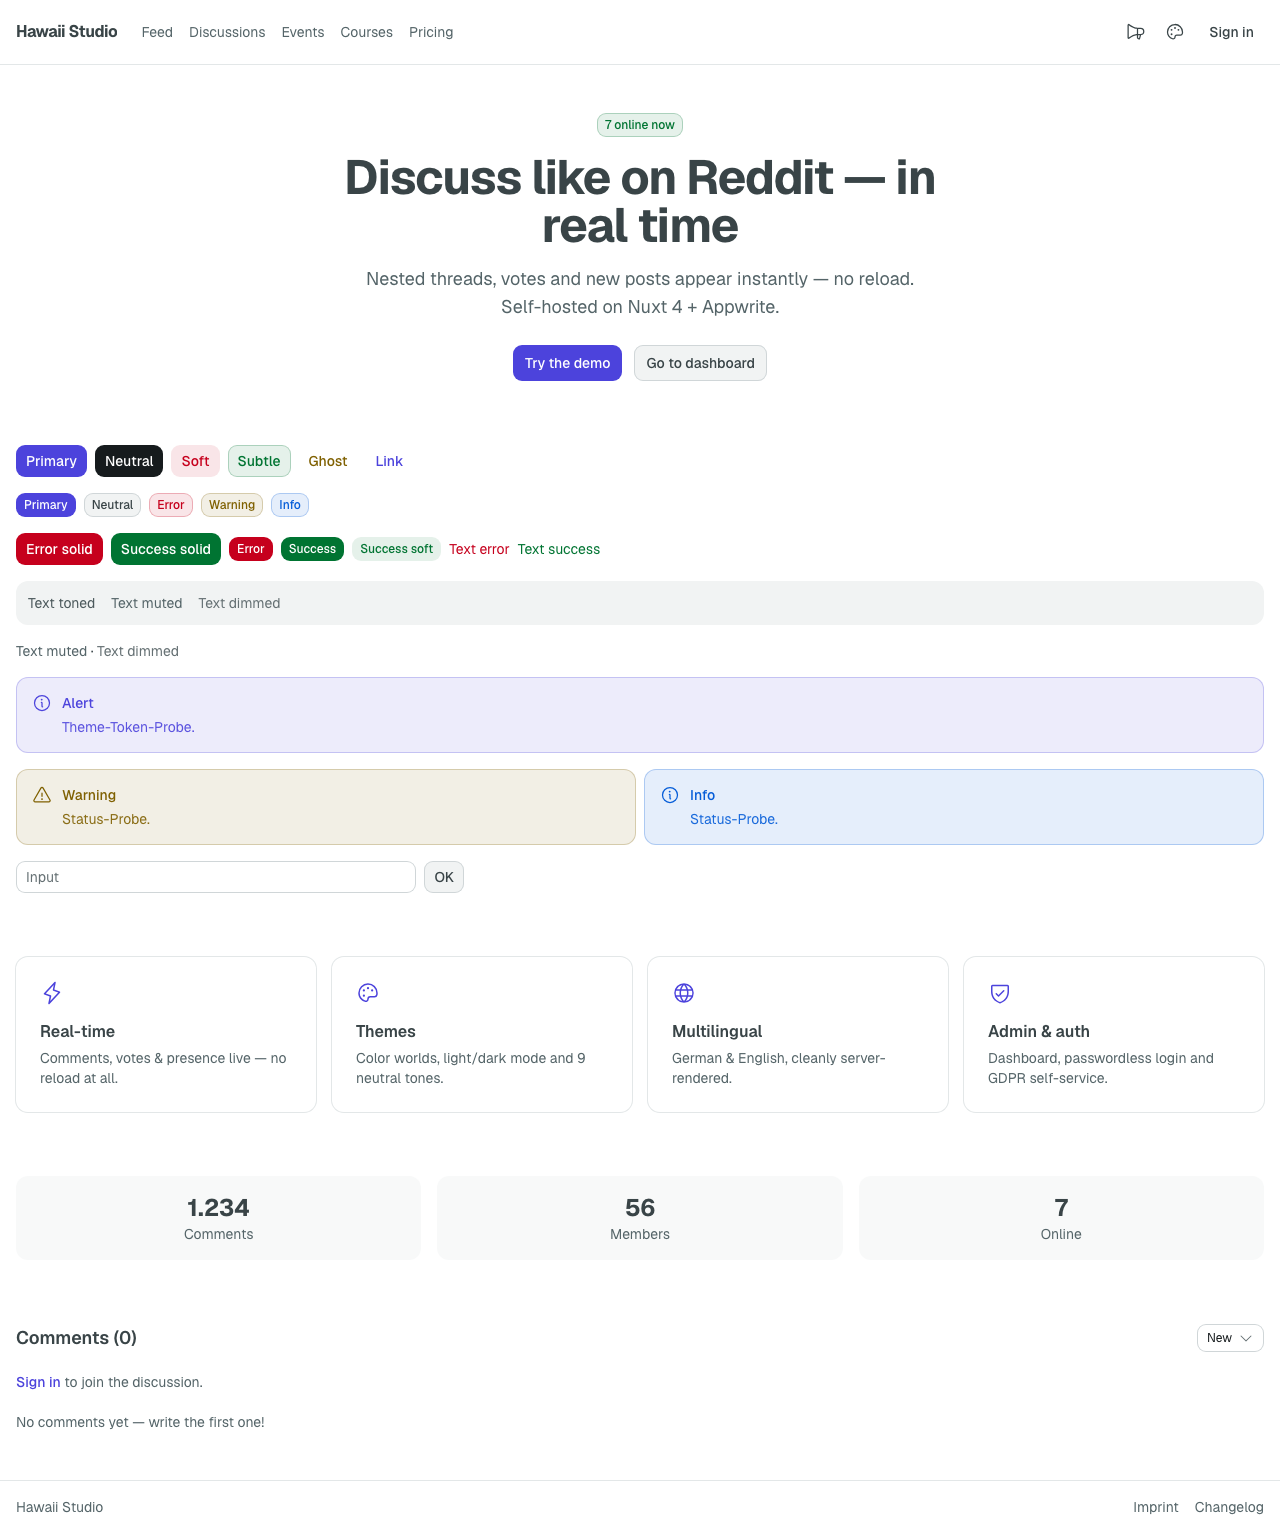 Hawaii Studio Feed Discussions Events Courses Pricing Sign in
7 online now
Discuss like on Reddit — in
real time
Nested threads, votes and new posts appear instantly — no reload.
Self-hosted on Nuxt 4 + Appwrite.
Try the demo Go to dashboard
Primary Neutral Soft Subtle Ghost Link
Primary Neutral Error Warning Info
Error solid Success solid Error Success Success soft Text error Text success
Text toned Text muted Text dimmed
Text muted · Text dimmed
Alert
Theme-Token-Probe.
Warning
Status-Probe.
Info
Status-Probe.
Input OK
Real-time
Comments, votes & presence live — no
reload at all.
Themes
Color worlds, light/dark mode and 9
neutral tones.
Multilingual
German & English, cleanly server-
rendered.
Admin & auth
Dashboard, passwordless login and
GDPR self-service.
1.234
Comments
56
Members
7
Online
Comments (0) New
Sign in to join the discussion.
No comments yet — write the first one!
Hawaii Studio Imprint Changelog